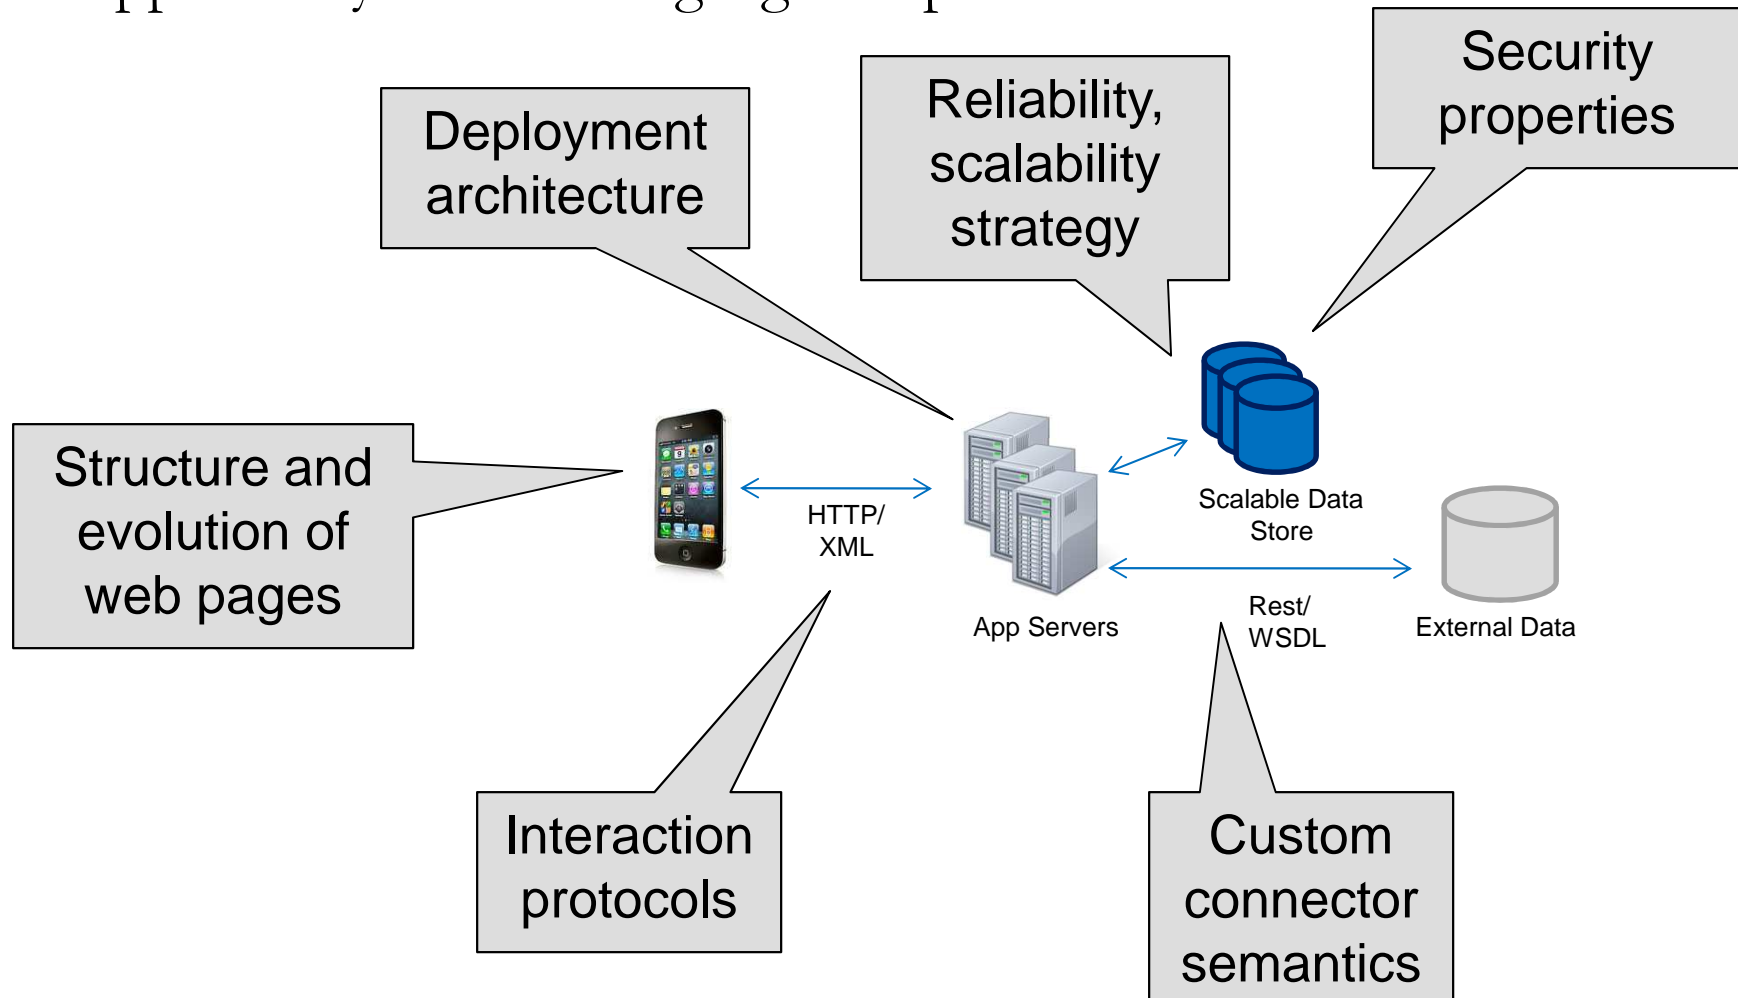 Security
properties
Reliability,
scalability
strategy
Deployment
architecture
Structure and
evolution of
web pages
HTTP/
XML
App Servers
Scalable Data
Store
Rest/
WSDL
External Data
Interaction
protocols
Custom
connector
semantics